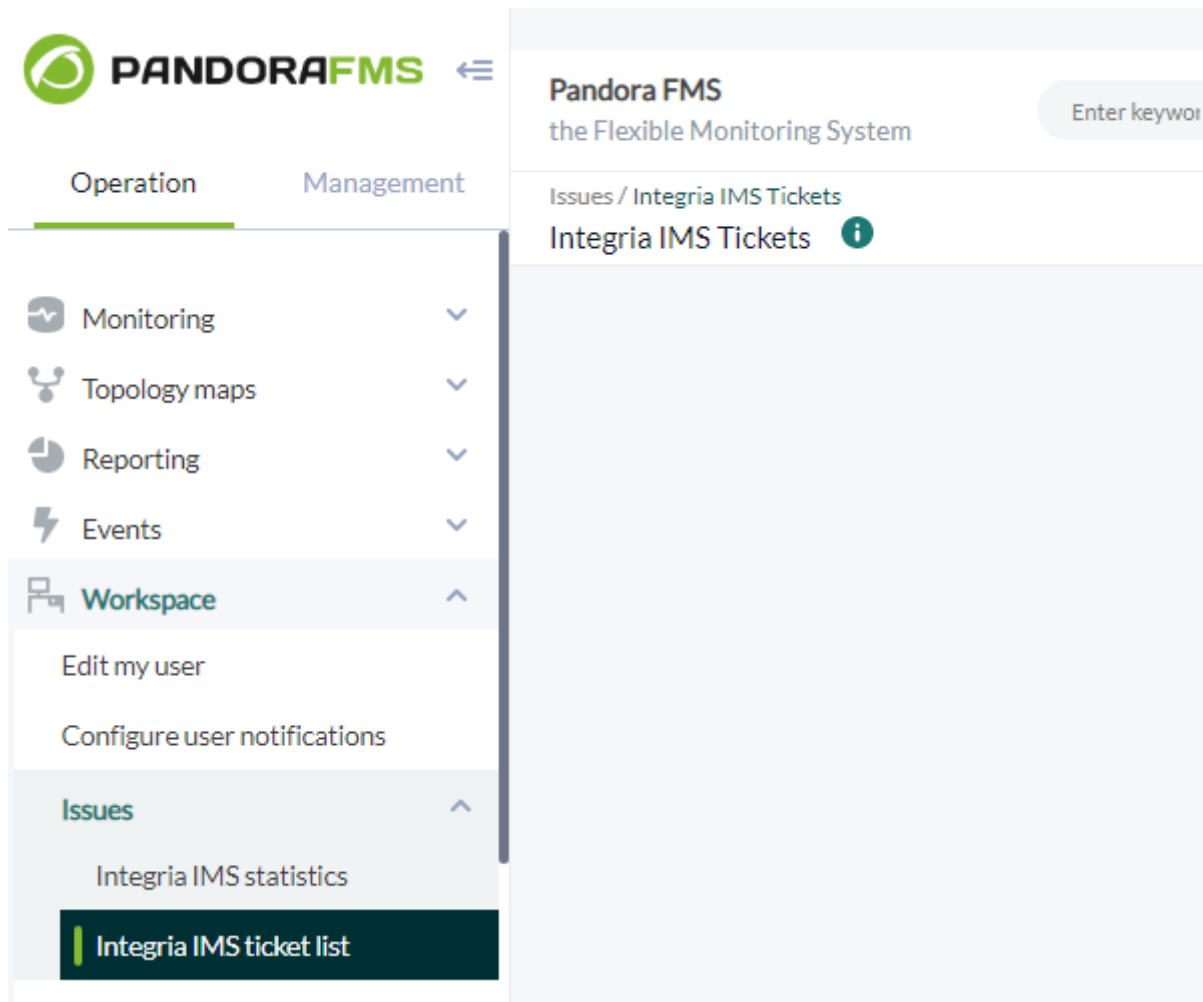 PANDORAFMS
Operation
Management
Monitoring
Topology maps
Reporting
Events
Workspace
Edit my user
Configure user notifications
Issues
Integria IMS statistics
Integria IMS ticket list
Pandora FMS
the Flexible Monitoring System
Enter
Issues / Integria IMS Tickets
Integria IMS Tickets